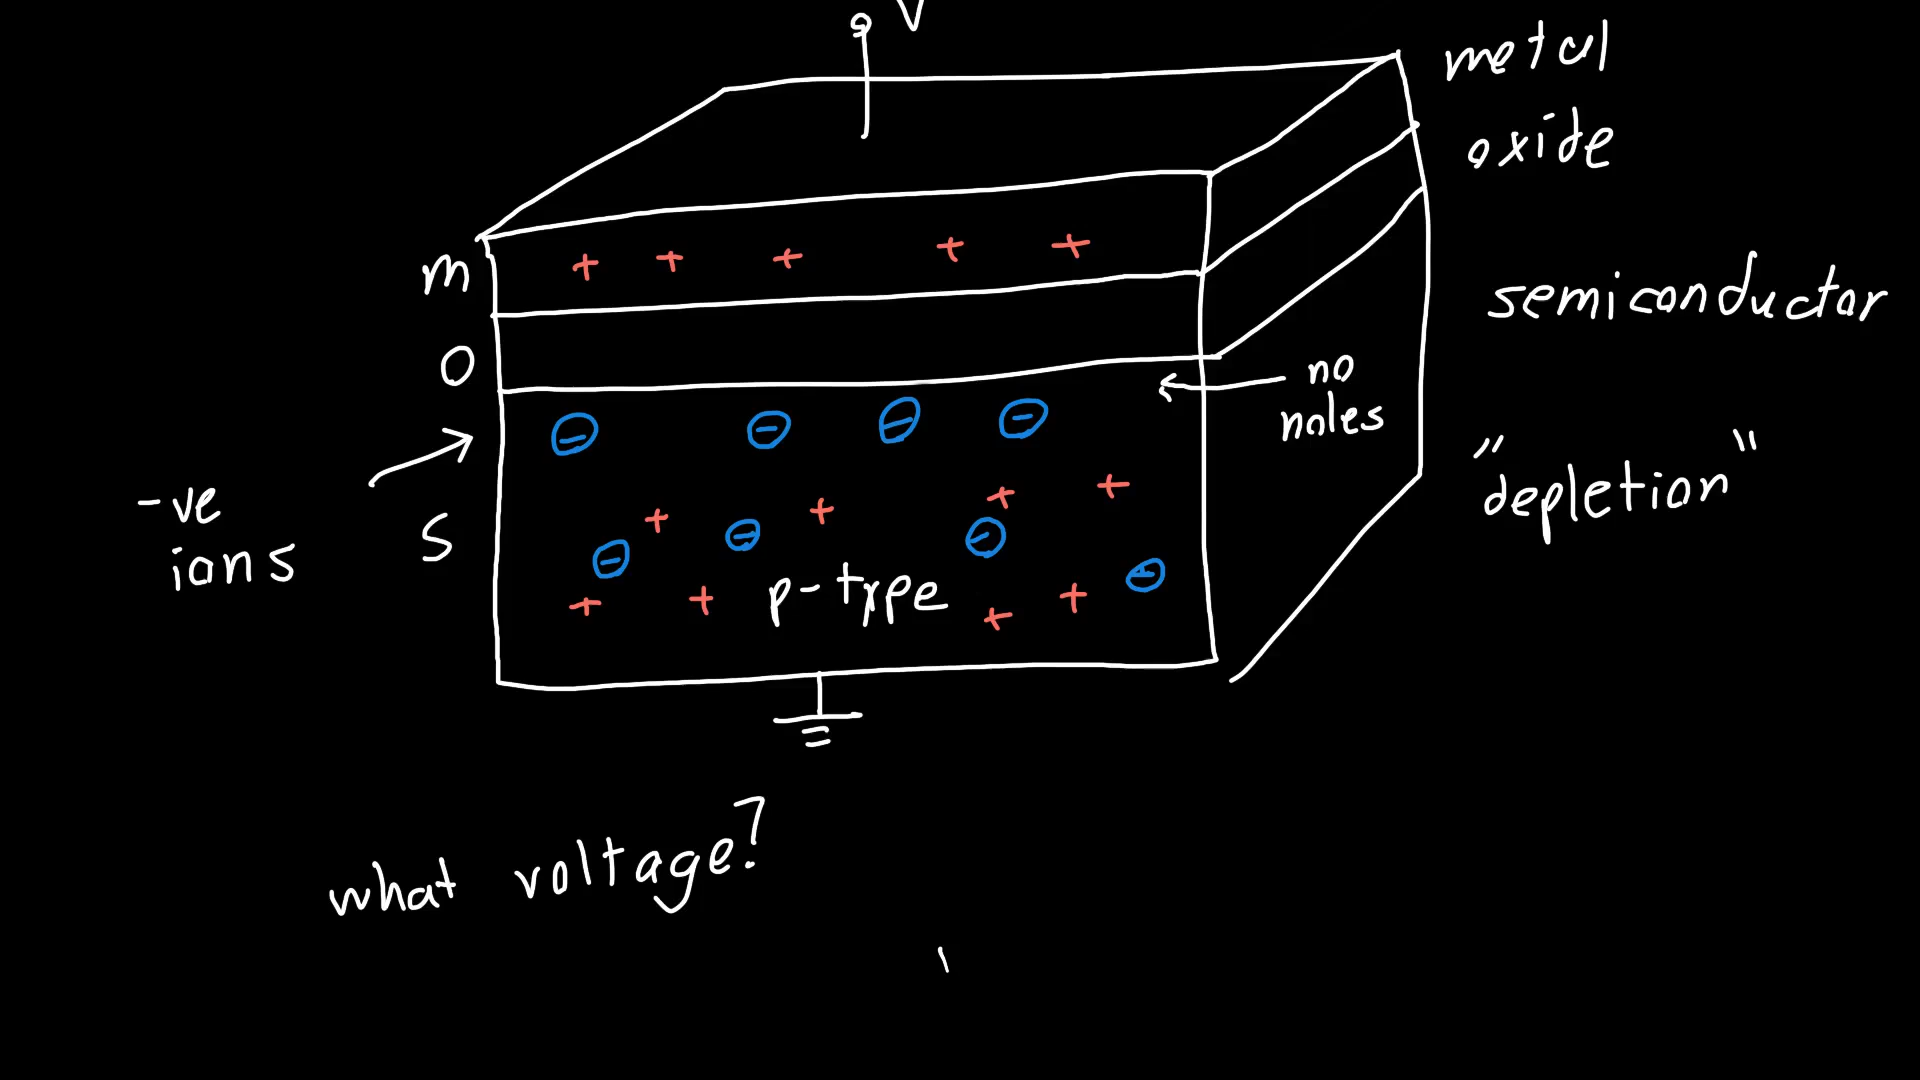 V
metal
oxide
m
semiconductor
O
no
holes
"depletion"
-ve
ions
S
p-type
what voltage?